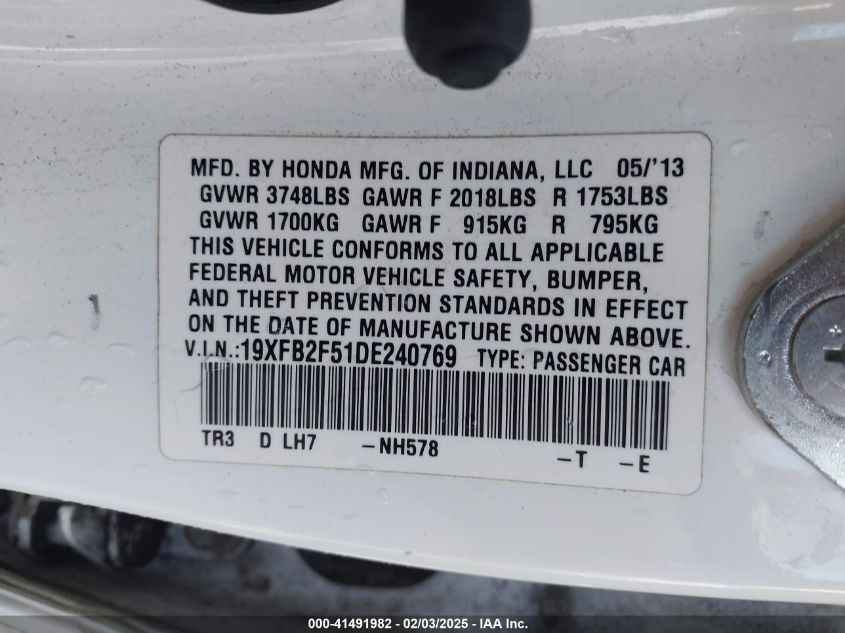 MFD. BY HONDA MFG. OF INDIANA, LLC 05/'13
GVWR 3748LBS GAWR F 2018LBS R 1753LBS
GVWR 1700KG GAWR F 915KG R 795KG
THIS VEHICLE CONFORMS TO ALL APPLICABLE
FEDERAL MOTOR VEHICLE SAFETY, BUMPER,
AND THEFT PREVENTION STANDARDS IN EFFECT
ON THE DATE OF MANUFACTURE SHOWN ABOVE.
V.I.N.:19XFB2F51DE240769 TYPE: PASSENGER CAR
TR3 D LH7 -NH578 -T -E
000-41491982 - 02/03/2025 - IAA Inc.